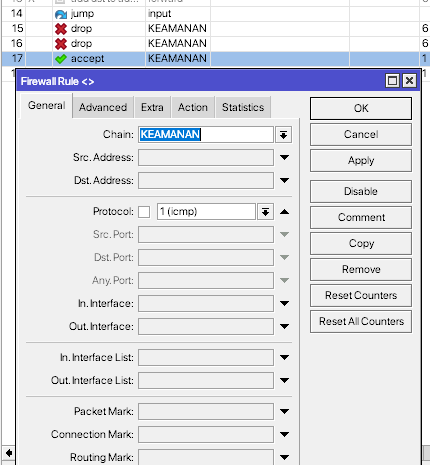 14 jump input
15 drop KEAMANAN 6
16 drop KEAMANAN 6
17 accept KEAMANAN 1
Firewall Rule <>
General Advanced Extra Action Statistics
Chain: KEAMANAN
Src. Address:
Dst. Address:
Protocol: 1 (icmp)
Src. Port:
Dst. Port:
Any. Port:
In. Interface:
Out. Interface:
In. Interface List:
Out. Interface List:
Packet Mark:
Connection Mark:
Routing Mark:
OK
Cancel
Apply
Disable
Comment
Copy
Remove
Reset Counters
Reset All Counters